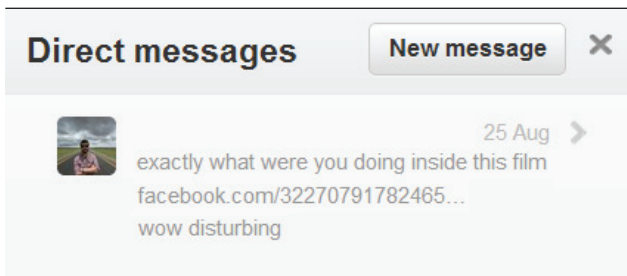 Direct messages
New message
25 Aug
exactly what were you doing inside this film
facebook.com/32270791782465...
wow disturbing